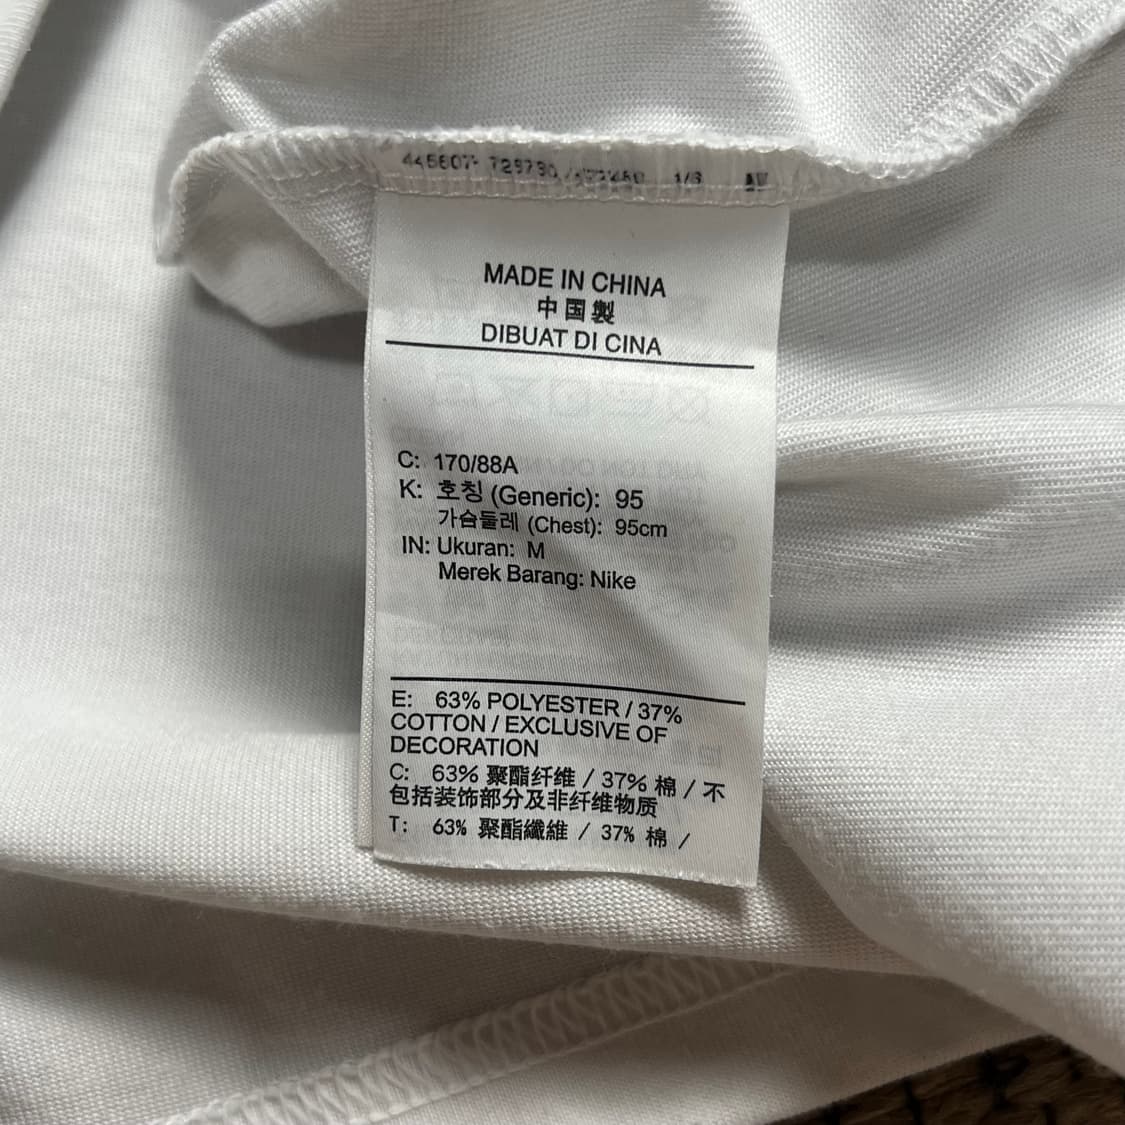 MADE IN CHINA
中国製
DIBUAT DI CINA
C: 170/88A
K: 호칭 (Generic): 95
가슴둘레 (Chest): 95cm
IN: Ukuran: M
Merek Barang: Nike
E: 63% POLYESTER / 37%
COTTON / EXCLUSIVE OF
DECORATION
C: 63% 聚酯纤维 / 37% 棉 / 不
包括装饰部分及非纤维物质
T: 63% 聚酯纖維 / 37% 棉 /